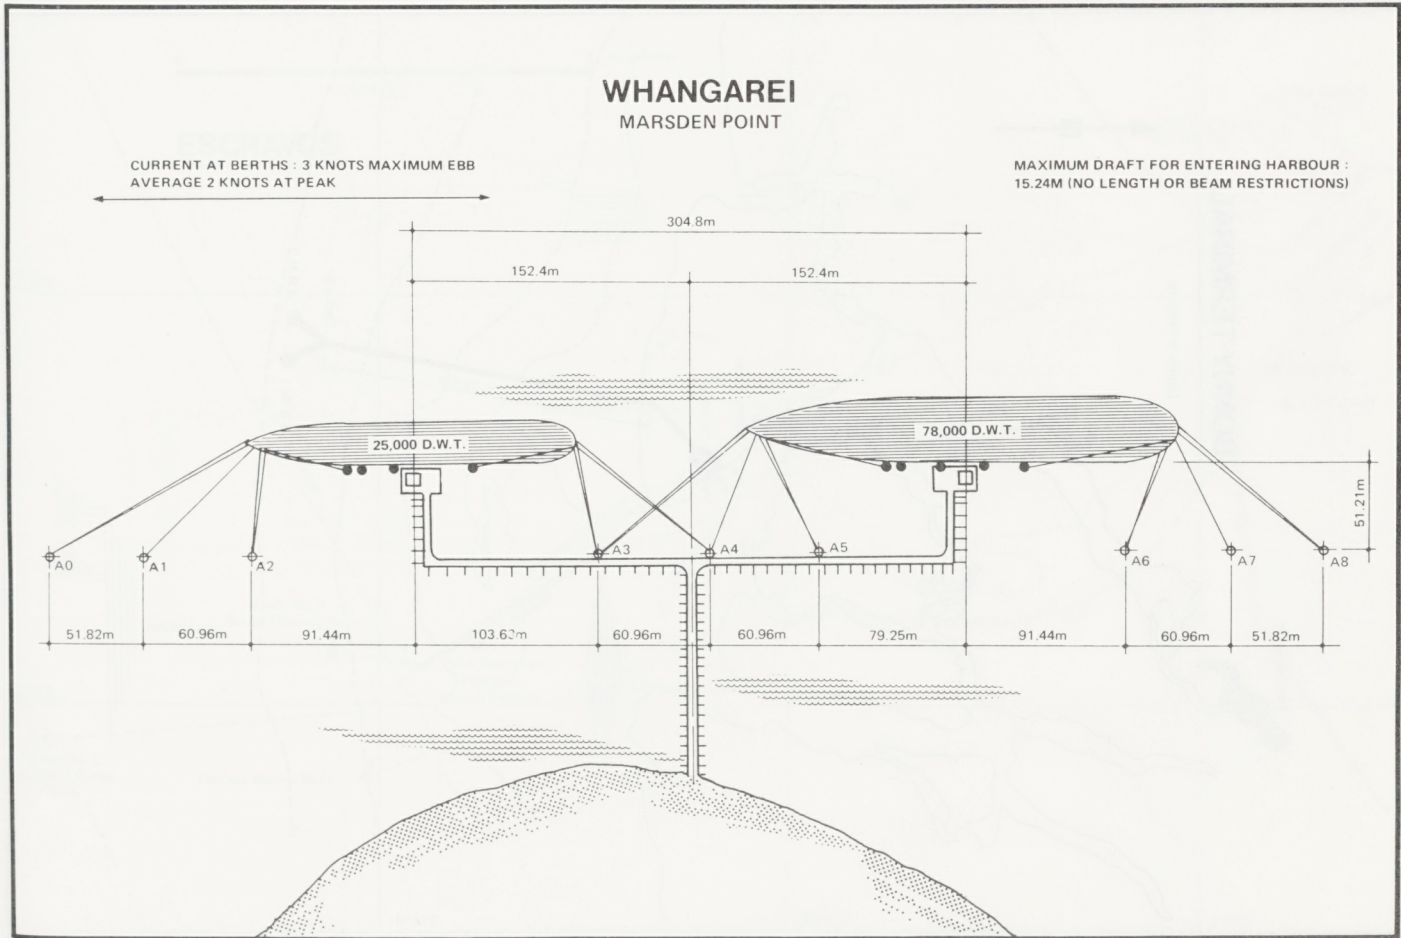 WHANGAREI
MARSDEN POINT
CURRENT AT BERTHS : 3 KNOTS MAXIMUM EBB
AVERAGE 2 KNOTS AT PEAK
MAXIMUM DRAFT FOR ENTERING HARBOUR :
15.24M (NO LENGTH OR BEAM RESTRICTIONS)
304.8m
152.4m
152.4m
25,000 D.W.T.
78,000 D.W.T.
51.21m
A0
A1
A2
A3
A4
A5
A6
A7
A8
51.82m
60.96m
91.44m
60.96m
60.96m
79.25m
91.44m
60.96m
51.82m